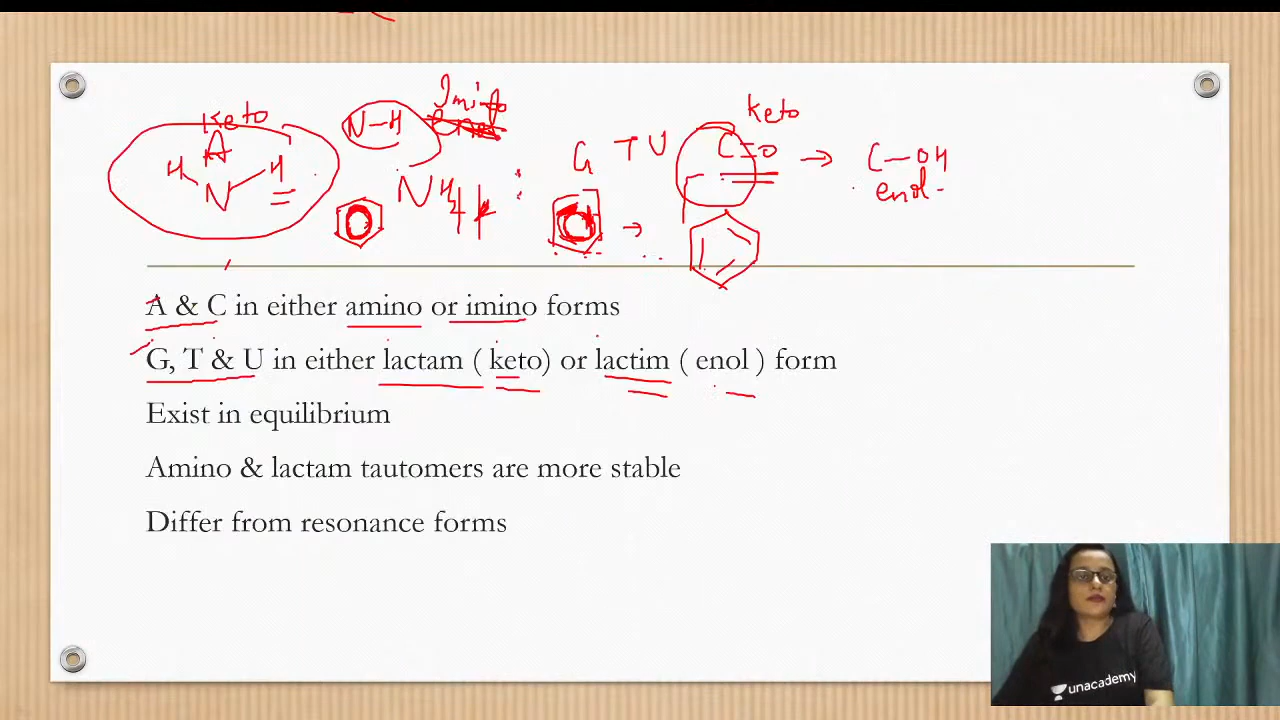 Keto
A
H H
N
N-H
Imino
NH
G T U
Keto
C=O → C-OH
enol
A & C in either amino or imino forms
G, T & U in either lactam ( keto) or lactim ( enol ) form
Exist in equilibrium
Amino & lactam tautomers are more stable
Differ from resonance forms
unacademy